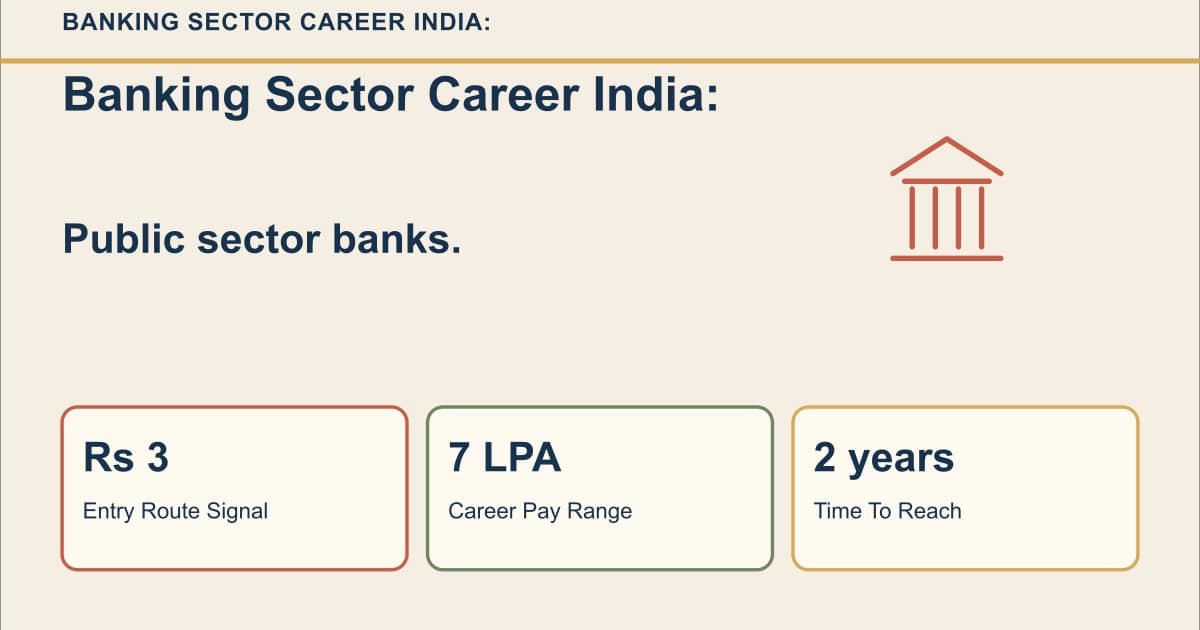 BANKING SECTOR CAREER INDIA:
Banking Sector Career India:
Public sector banks.
Rs 3
Entry Route Signal
7 LPA
Career Pay Range
2 years
Time To Reach